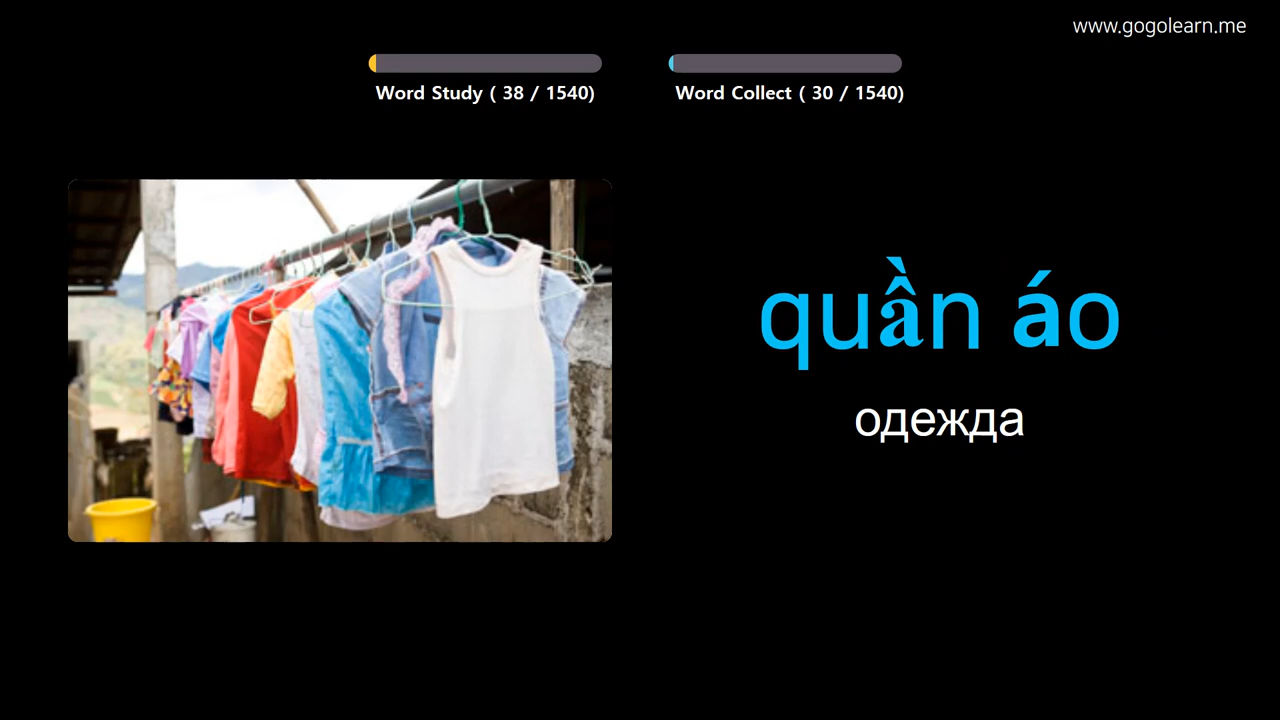 www.gogolearn.me
Word Study ( 38 / 1540)
Word Collect ( 30 / 1540)
quần áo
одежда